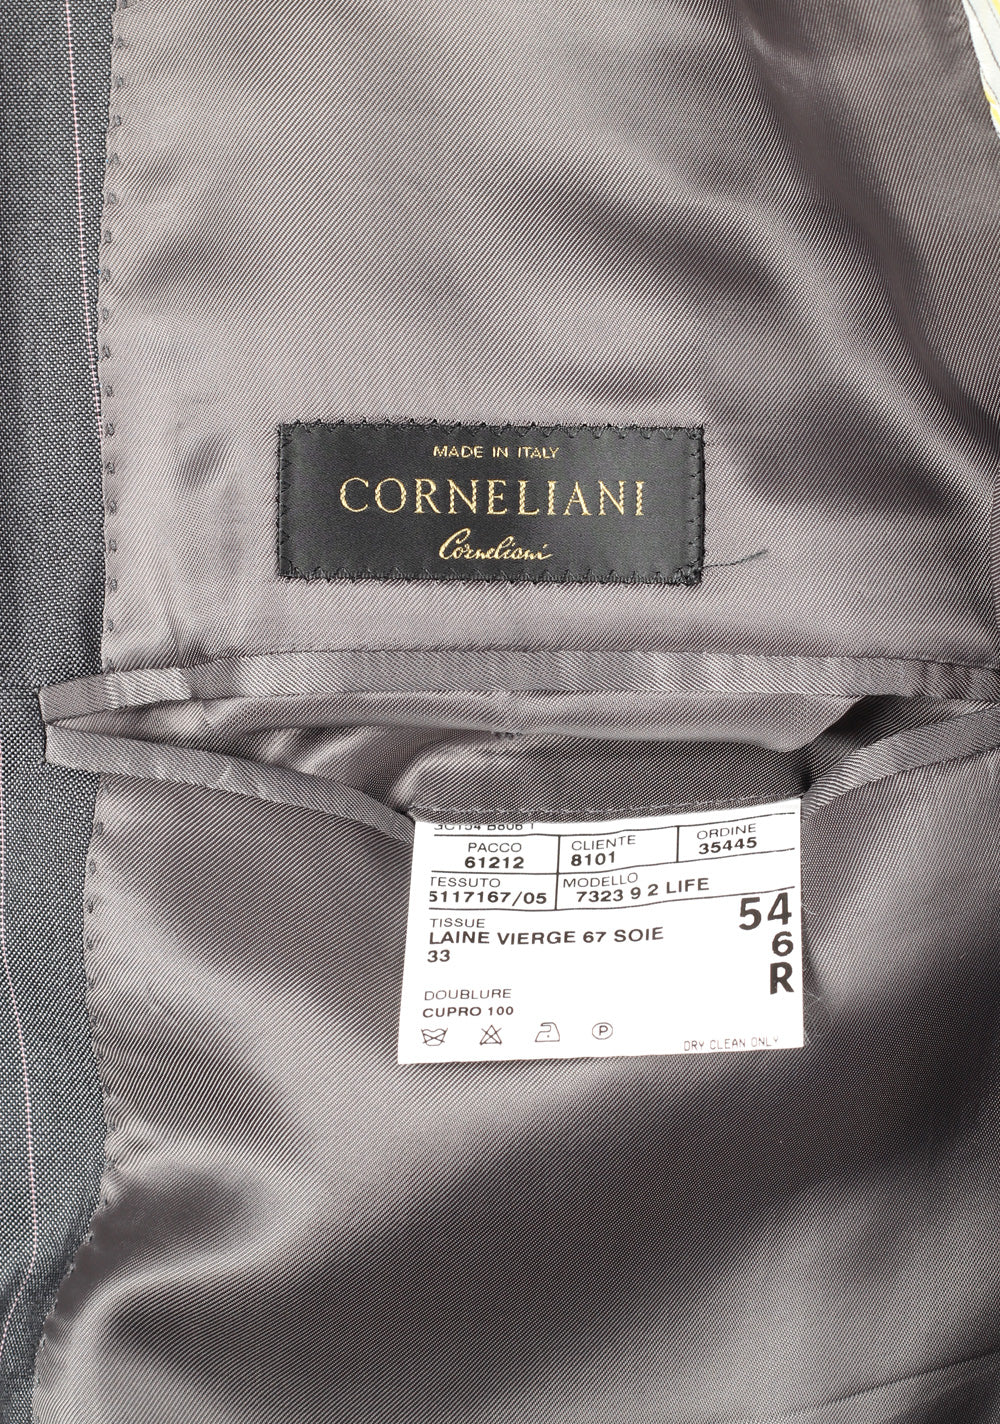 MADE IN ITALY
CORNELIANI
Corneliani
PACCO
61212
CLIENTE
8101
ORDINE
35445
TESSUTO
5117167/05
MODELLO
7323 9 2 LIFE
54
6
R
TISSUE
LAINE VIERGE 67 SOIE
33
DOUBLURE
CUPRO 100
P
DRY CLEAN ONLY